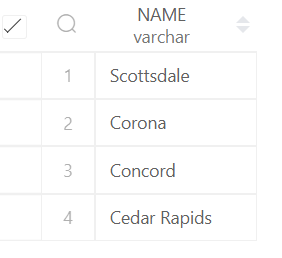 NAME
varchar
1 Scottsdale
2 Corona
3 Concord
4 Cedar Rapids